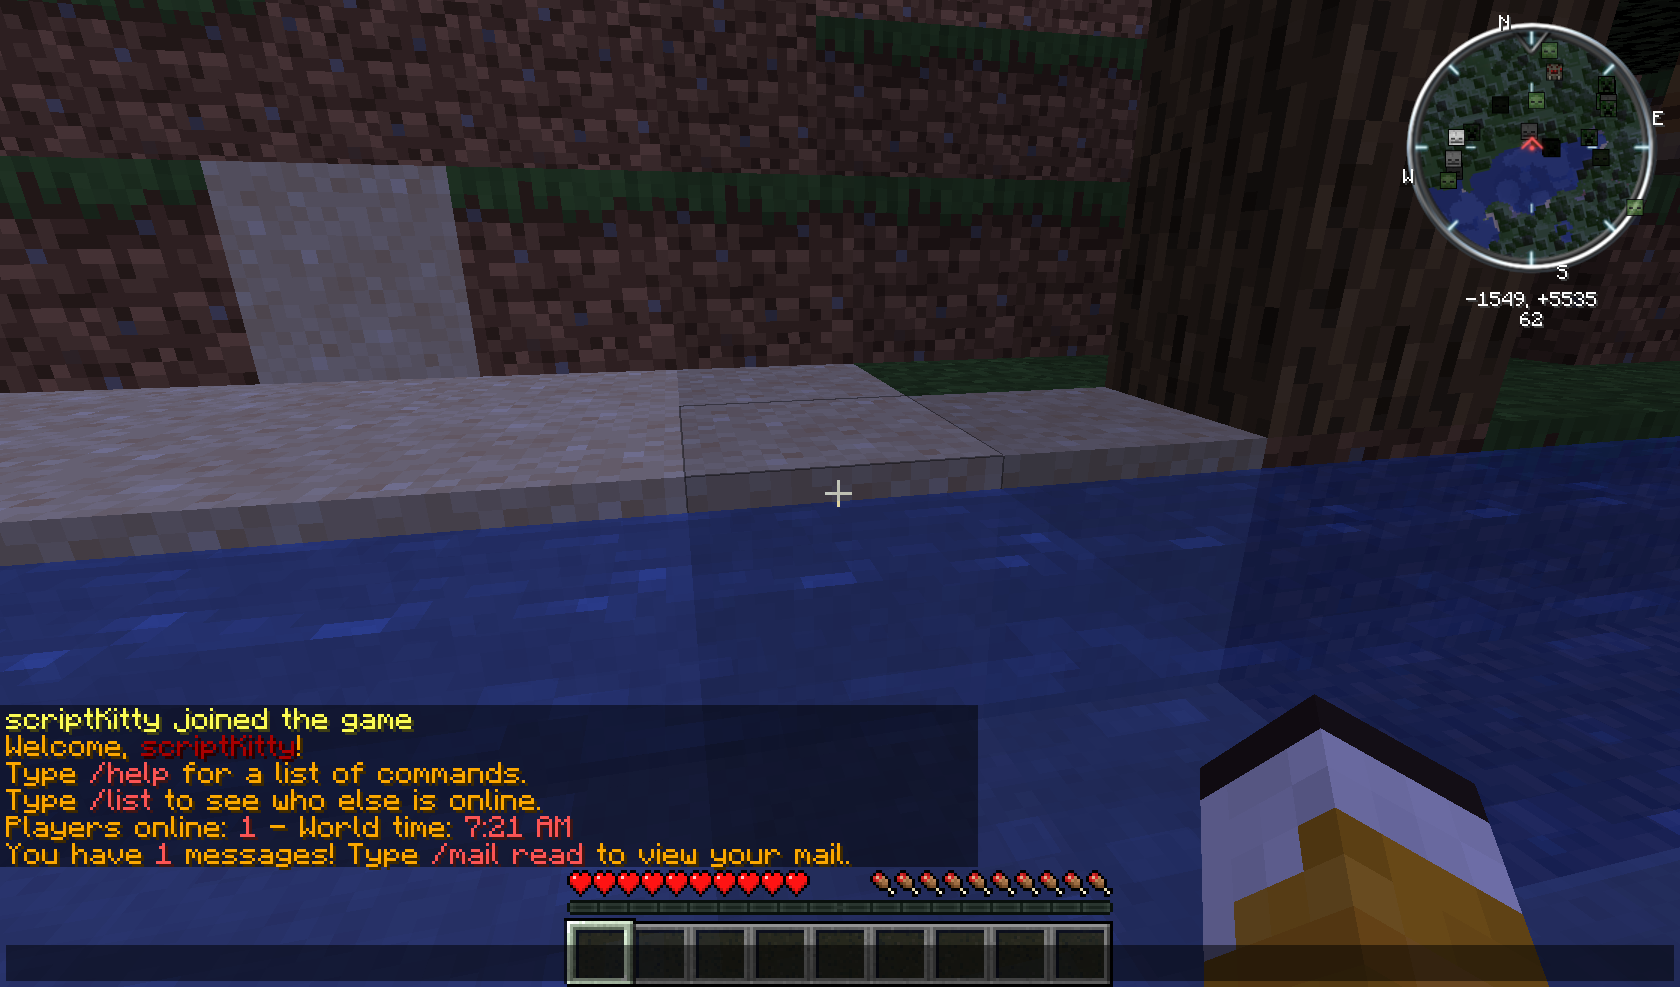 N
E
W
S
-1549, +5535
62
scriptKitty joined the game
Welcome, scriptKitty!
Type /help for a list of commands.
Type /list to see who else is online.
Players online: 1 - World time: 7:21 AM
You have 1 messages! Type /mail read to view your mail.